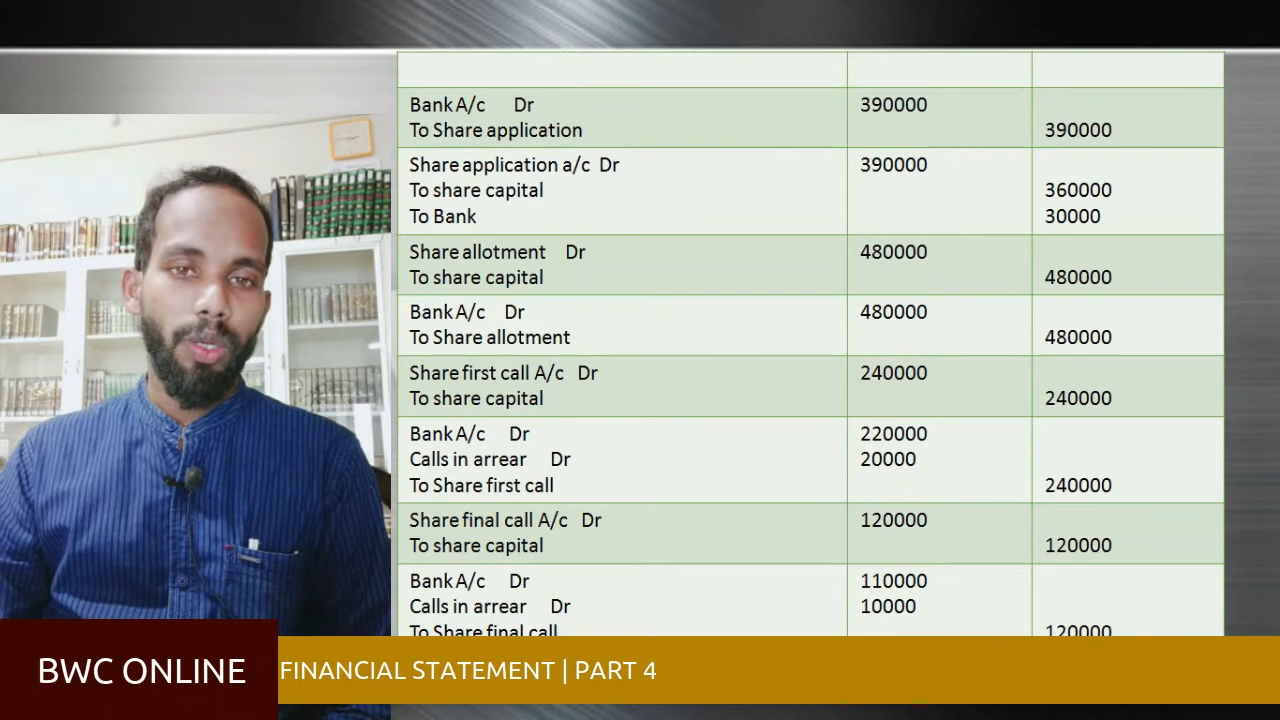 Bank A/c Dr 390000
To Share application 390000
Share application a/c Dr 390000
To share capital 360000
To Bank 30000
Share allotment Dr 480000
To share capital 480000
Bank A/c Dr 480000
To Share allotment 480000
Share first call A/c Dr 240000
To share capital 240000
Bank A/c Dr 220000
Calls in arrear Dr 20000
To Share first call 240000
Share final call A/c Dr 120000
To share capital 120000
Bank A/c Dr 110000
Calls in arrear Dr 10000
To Share final call 120000
BWC ONLINE
FINANCIAL STATEMENT | PART 4